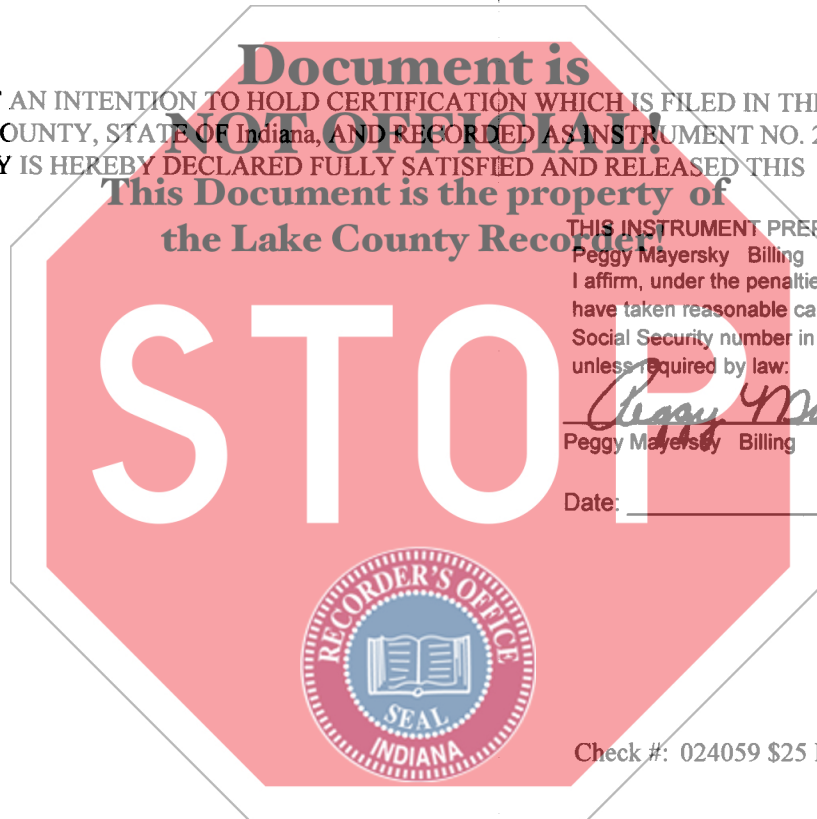 Document is
AN INTENTION TO HOLD CERTIFICATION WHICH IS FILED IN
NOT OFFICIAL!
OUNTY, STATE OF Indiana, AND RECORDED AS INSTRUMENT NO. 2
Y IS HEREBY DECLARED FULLY SATISFIED AND RELEASED THIS
This Document is the property of
the Lake County Recorder!
THIS INSTRUMENT PREP
Peggy Mayersky Billing
I affirm, under the penaltie
have taken reasonable ca
Social Security number in
unless required by law:
Peggy
Peggy Mayersky Billing
Date:
STOP
RECORDER'S OFFICE
SEAL
INDIANA
Check #: 024059 $25